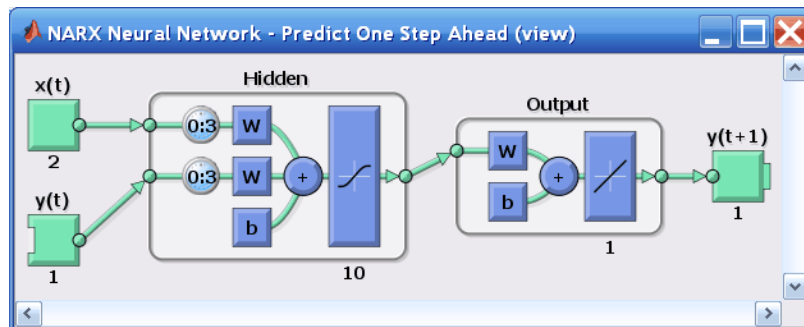 NARX Neural Network - Predict One Step Ahead (view)
Hidden
x(t)
0:3
W
2
y(t)
0:3
W
+
b
1
10
Output
W
b
+
1
y(t+1)
1